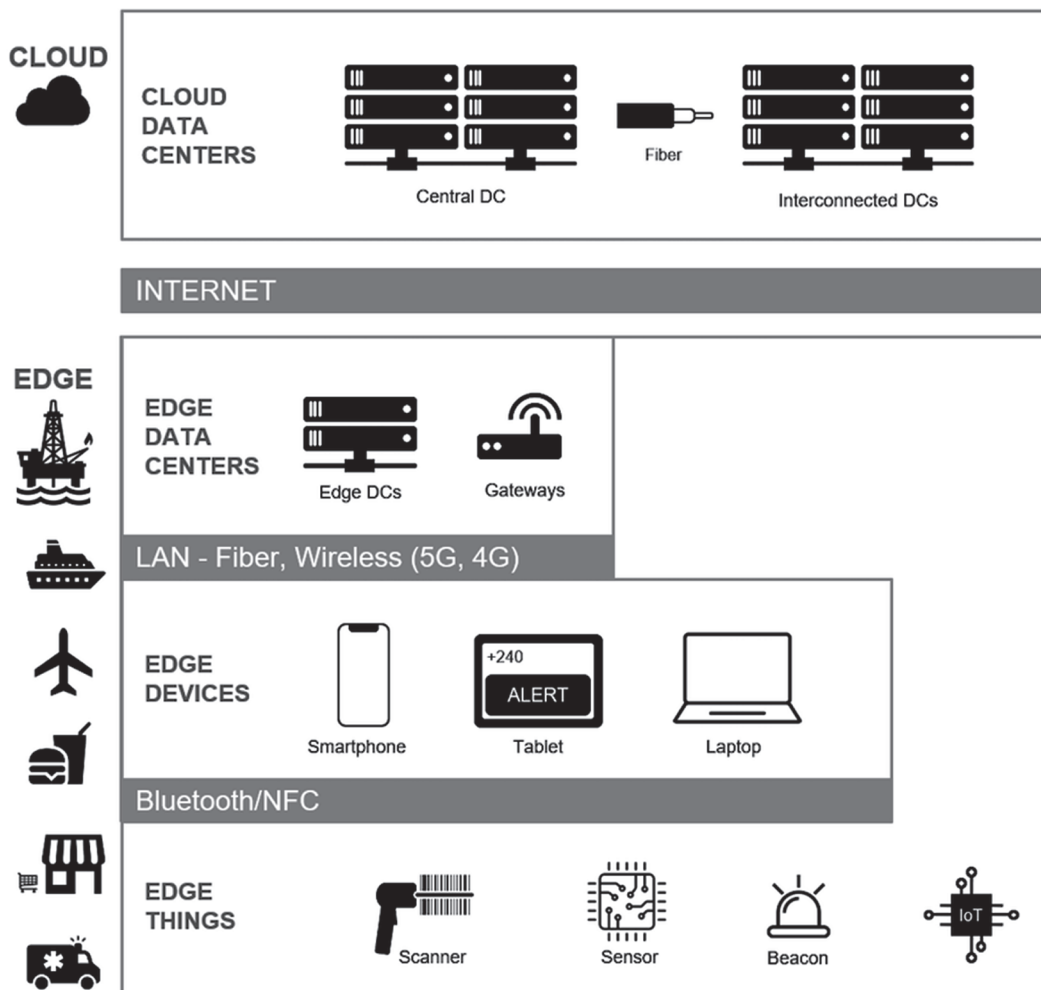 CLOUD
CLOUD
DATA
CENTERS
Central DC
Fiber
Interconnected DCs
INTERNET
EDGE
EDGE
DATA
CENTERS
Edge DCs
Gateways
LAN - Fiber, Wireless (5G, 4G)
EDGE
DEVICES
Smartphone
+240
ALERT
Tablet
Laptop
Bluetooth/NFC
EDGE
THINGS
Scanner
Sensor
Beacon
IoT